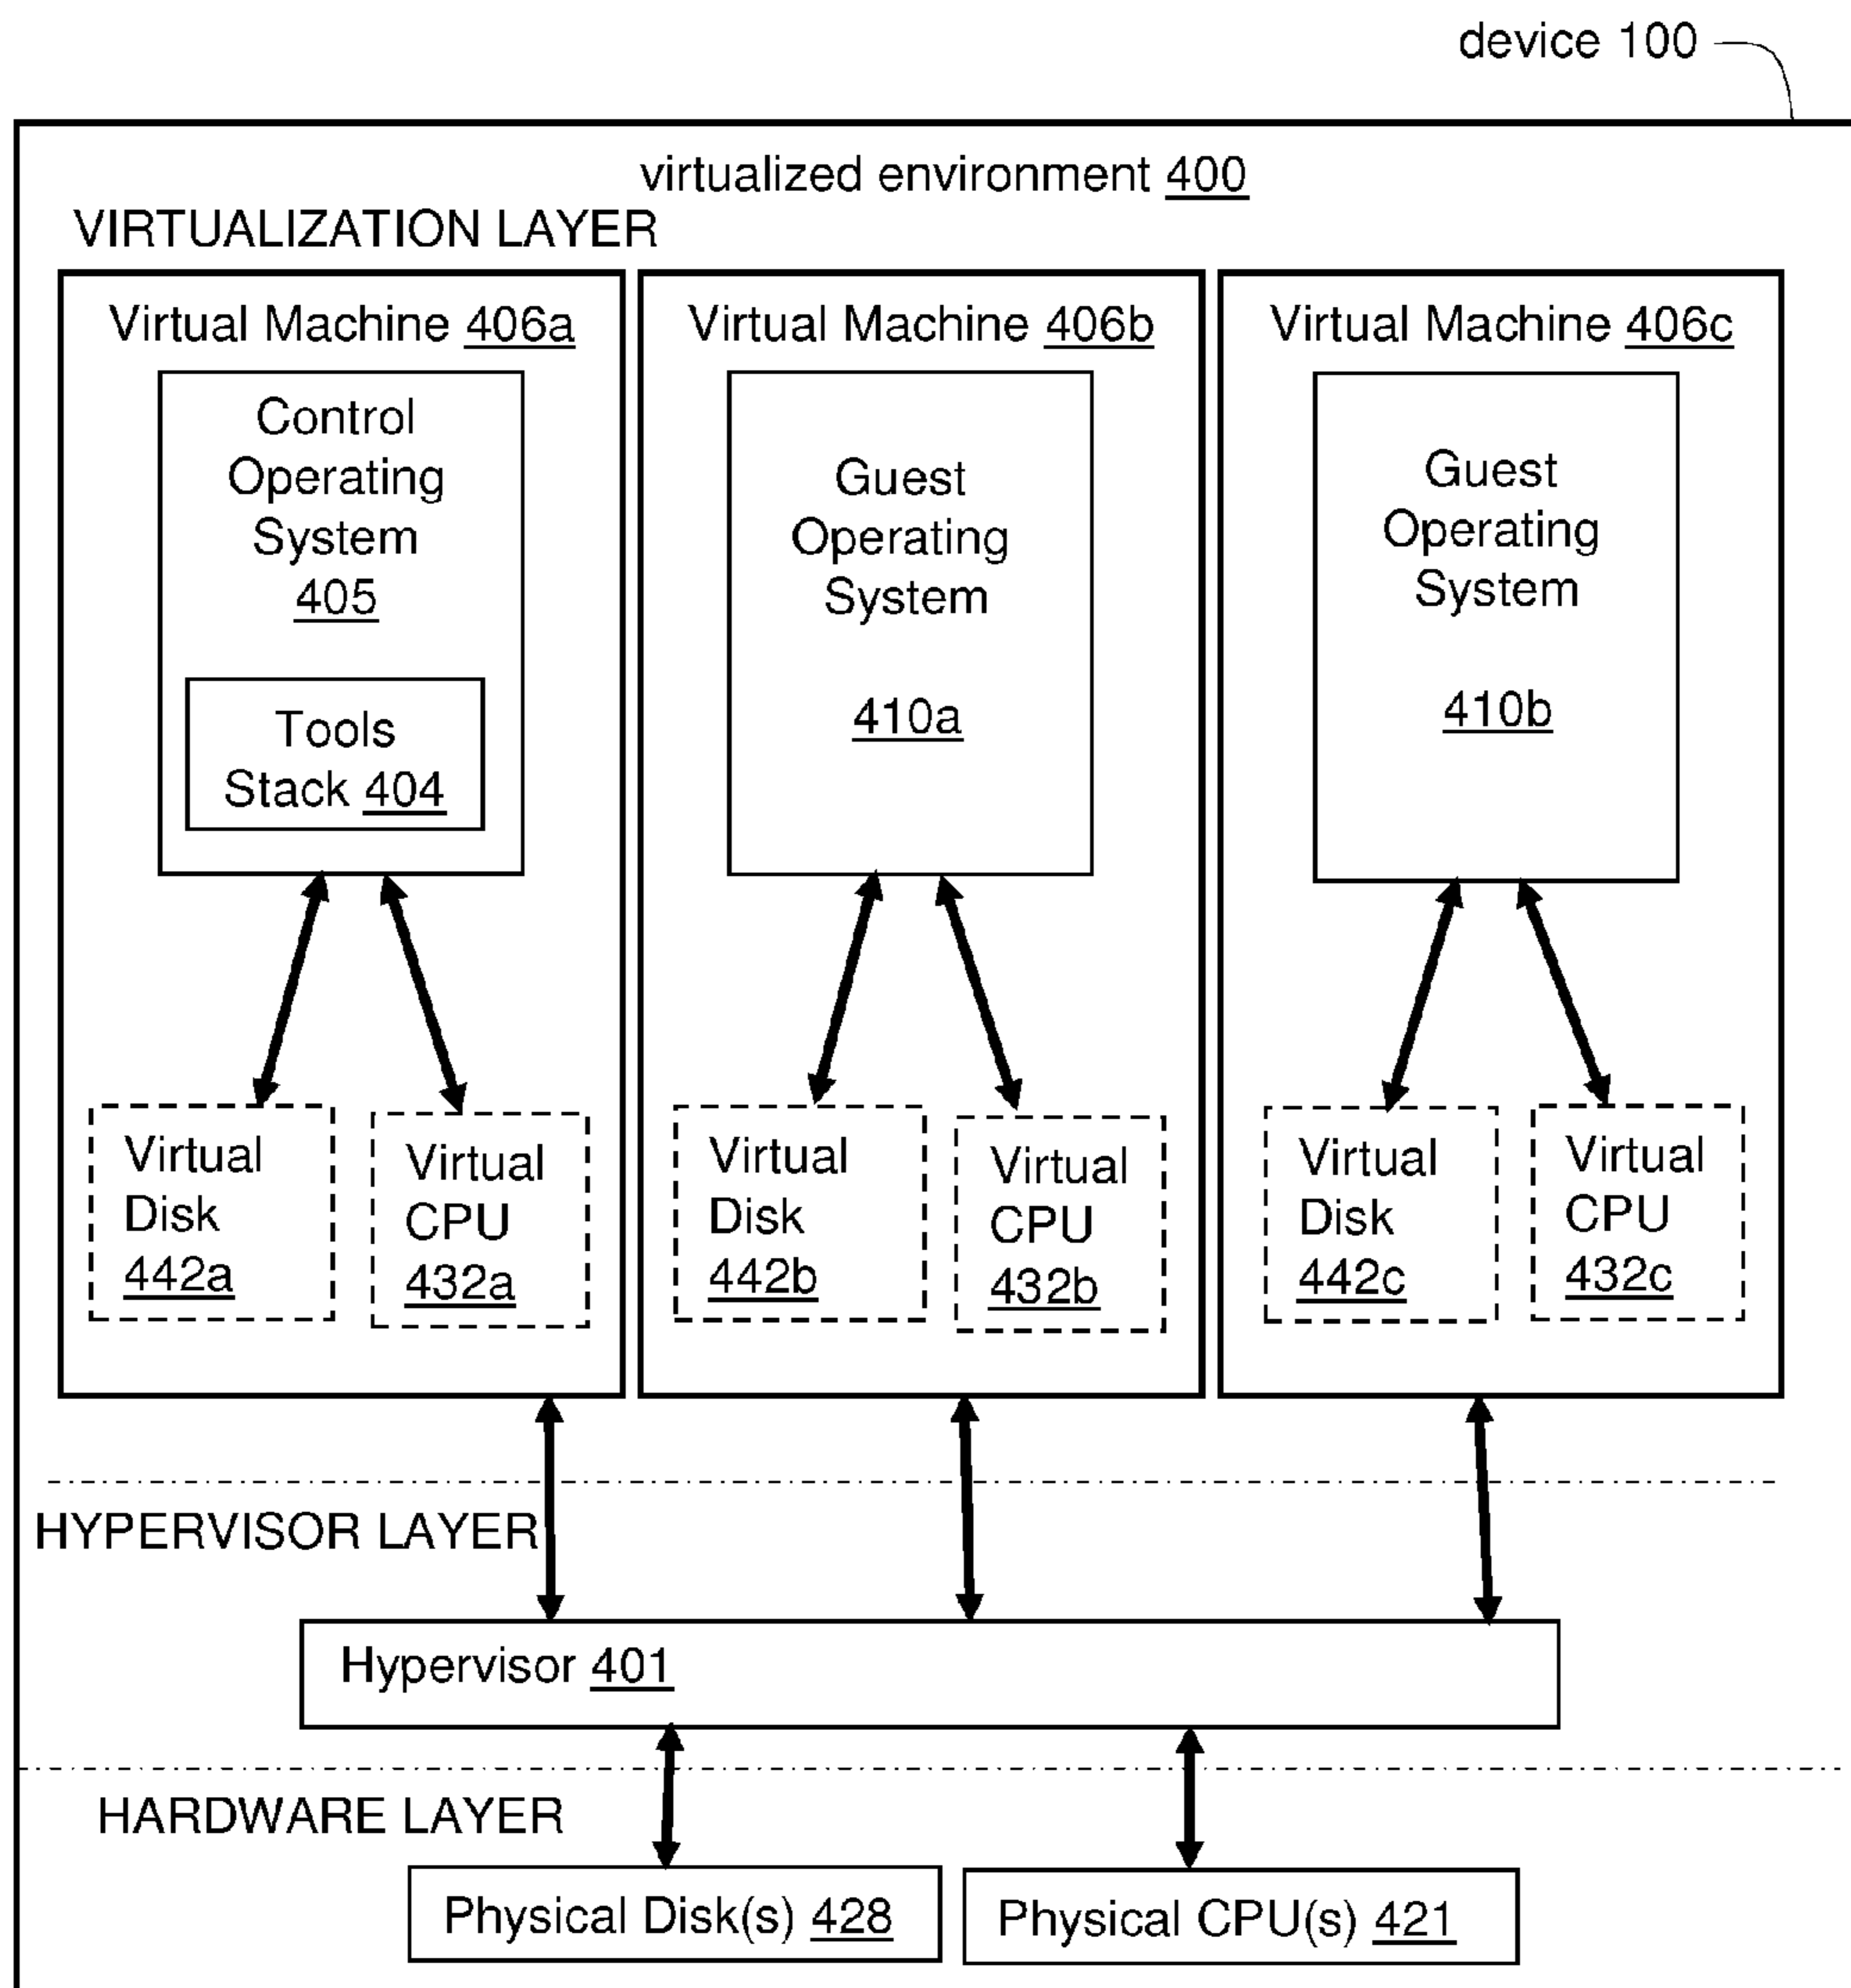 device 100
virtualized environment 400
VIRTUALIZATION LAYER
Virtual Machine 406a
Control
Operating
System
405
Tools
Stack 404
Virtual
Disk
442a
Virtual
CPU
432a
Virtual Machine 406b
Guest
Operating
System
410a
Virtual
Disk
442b
Virtual
CPU
432b
Virtual Machine 406c
Guest
Operating
System
410b
Virtual
Disk
442c
Virtual
CPU
432c
HYPERVISOR LAYER
Hypervisor 401
HARDWARE LAYER
Physical Disk(s) 428
Physical CPU(s) 421